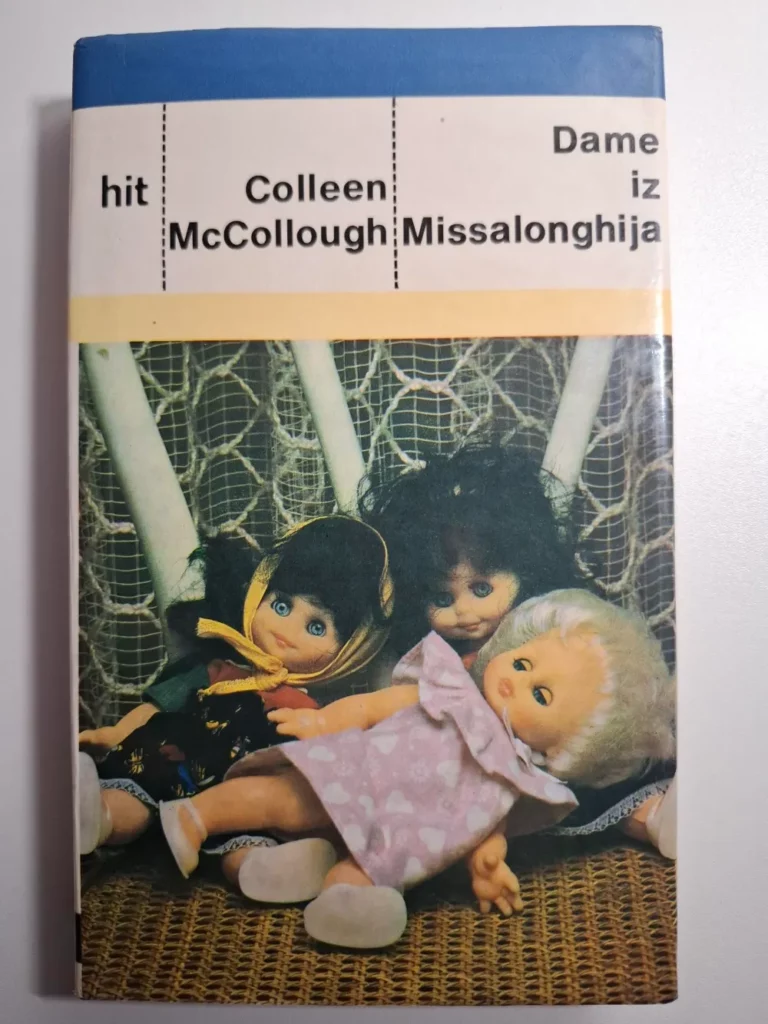 hit
Colleen
McCollough
Dame
iz
Missalonghija